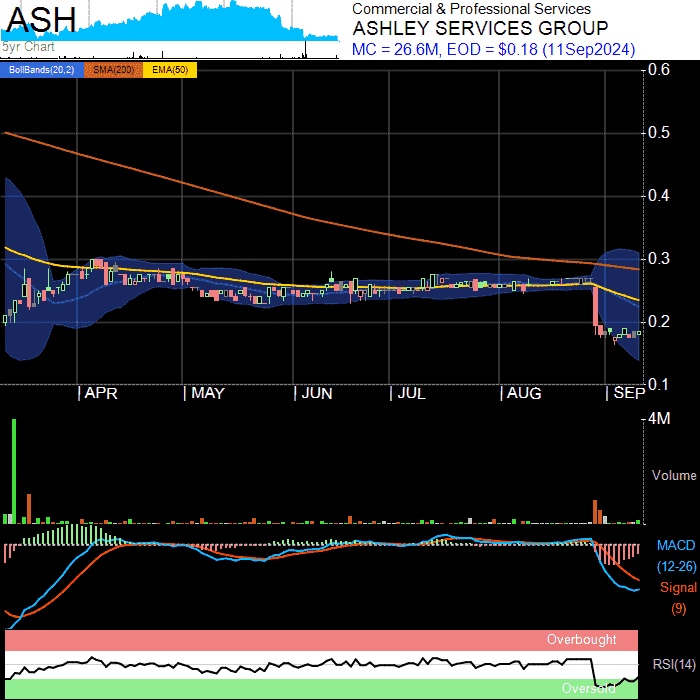 ASH
5yr Chart
Commercial & Professional Services
ASHLEY SERVICES GROUP
MC = 26.6M, EOD = $0.18 (11Sep2024)
BollBands(20,2) SMA(200) EMA(50)
0.6
0.5
0.4
0.3
0.2
0.1
APR MAY JUN JUL AUG SEP
4M
Volume
MACD
(12-26)
Signal
(9)
Overbought
RSI(14)
Oversold